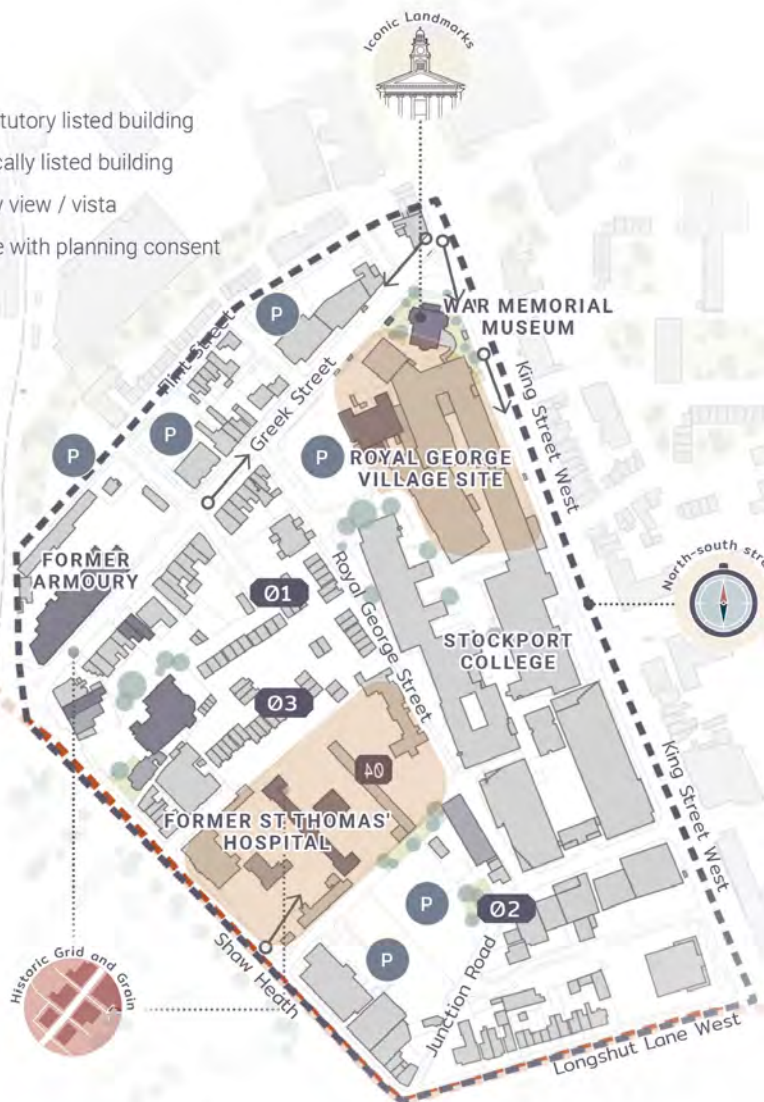 Iconic Landmarks
tutory listed building
cally listed building
y view / vista
e with planning consent
WAR MEMORIAL
MUSEUM
P
Flint Street
King Street West
P
Greek Street
P
P
ROYAL GEORGE
VILLAGE SITE
FORMER
ARMOURY
Royal George Street
01
North-south stre
STOCKPORT
COLLEGE
03
04
King Street West
FORMER ST THOMAS'
HOSPITAL
P
02
Shaw Heath
P
Junction Road
Historic Grid and Grain
Longshut Lane West